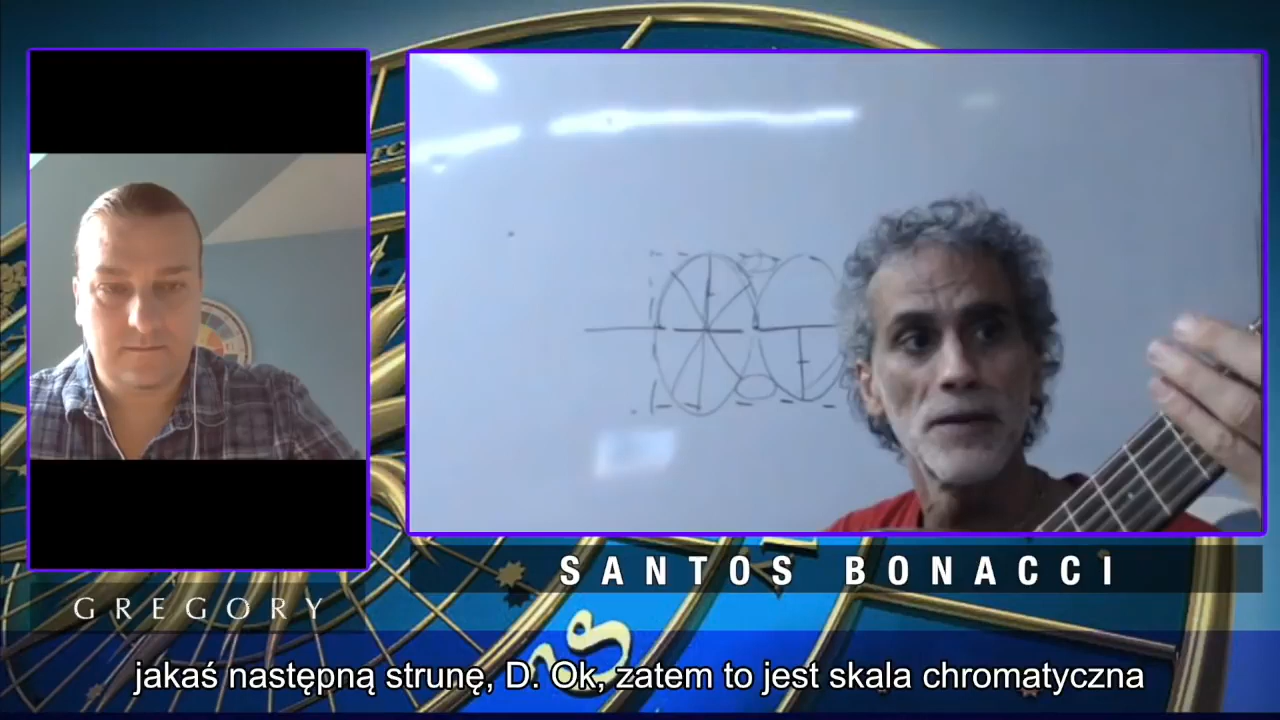 SANTOS BONACCI
GREGORY
jakaś następną strunę, D. Ok, zatem to jest skala chromatyczna